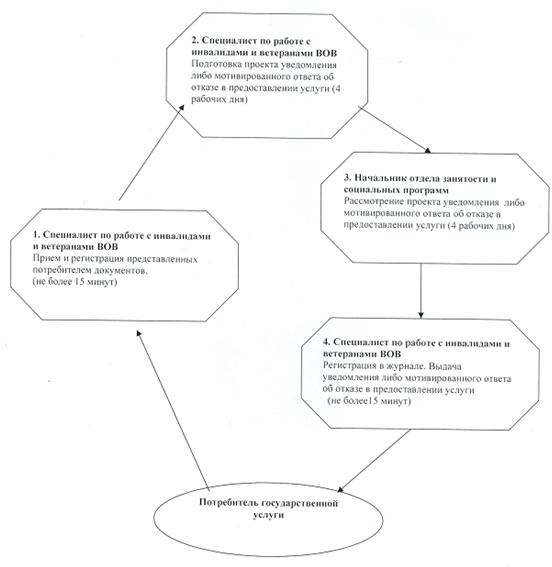 2. Специалист по работе с
инвалидами и ветеранами ВОВ
Подготовка проекта уведомления
либо мотивированного ответа об
отказе в предоставлении услуги (4
рабочих дня)
3. Начальник отдела занятости и
социальных программ
Рассмотрение проекта уведомления либо
мотивированного ответа об отказе в
предоставлении услуги (4 рабочих дня)
1. Специалист по работе с инвалидами
и ветеранами ВОВ
Прием и регистрация представленных
потребителем документов.
(не более 15 минут)
4. Специалист по работе с инвалидами и
ветеранами ВОВ
Регистрация в журнале. Выдача
уведомления либо мотивированного ответа
об отказе в предоставлении услуги
(не более15 минут)
Потребитель государственной
услуги